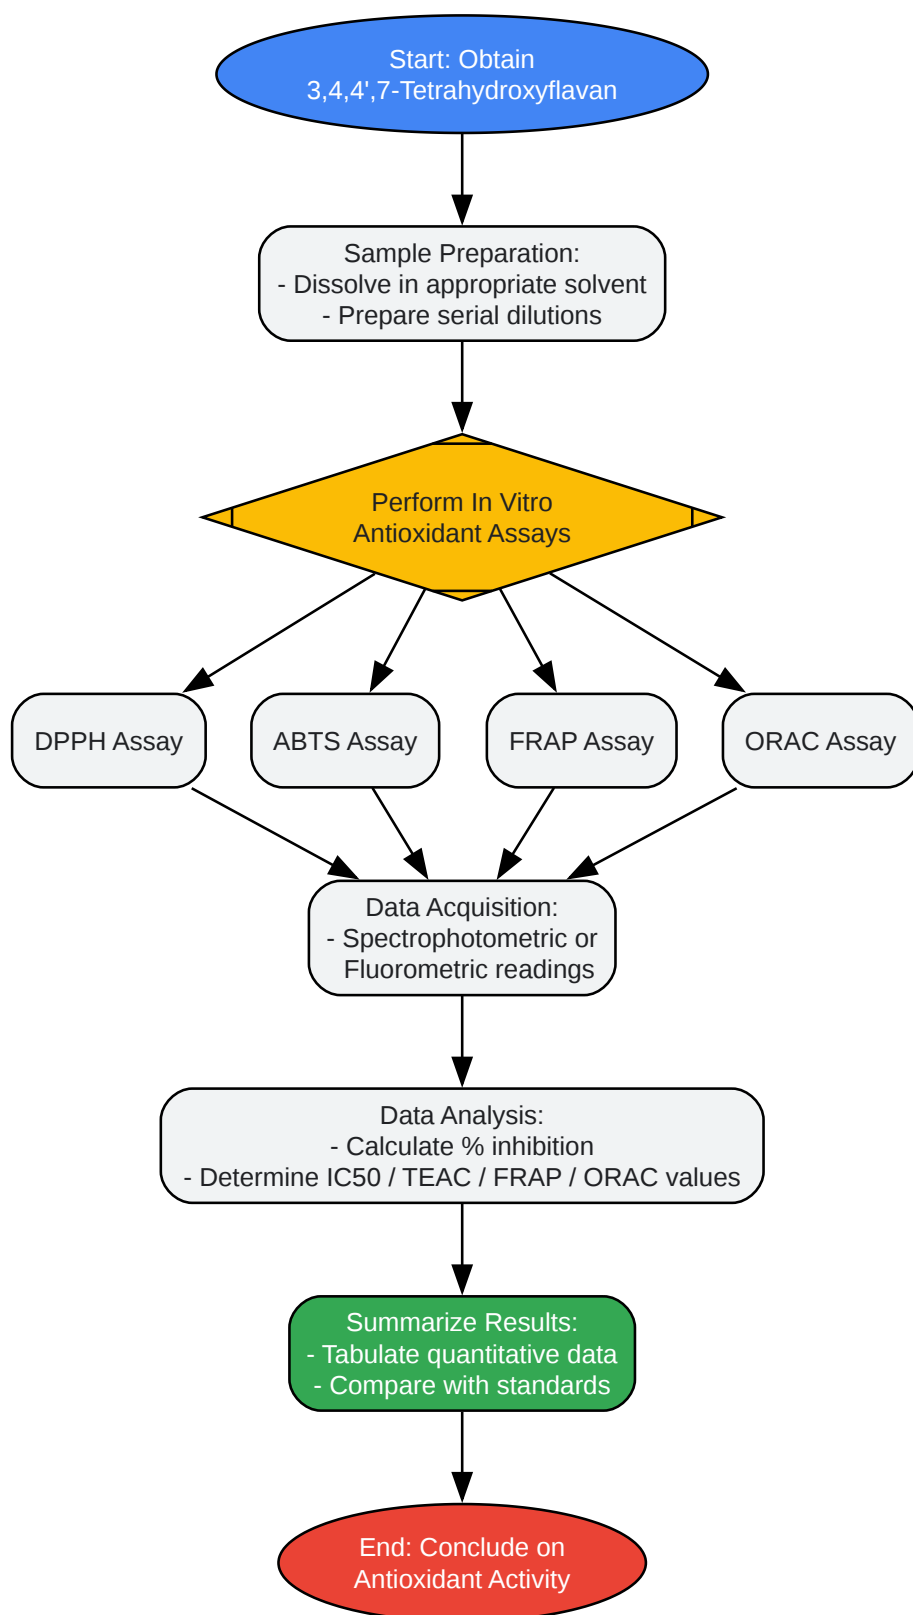 Start: Obtain
3,4,4',7-Tetrahydroxyflavan
Sample Preparation:
- Dissolve in appropriate solvent
- Prepare serial dilutions
Perform In Vitro
Antioxidant Assays
DPPH Assay
ABTS Assay
FRAP Assay
ORAC Assay
Data Acquisition:
- Spectrophotometric or
Fluorometric readings
Data Analysis:
- Calculate % inhibition
- Determine IC50 / TEAC / FRAP / ORAC values
Summarize Results:
- Tabulate quantitative data
- Compare with standards
End: Conclude on
Antioxidant Activity